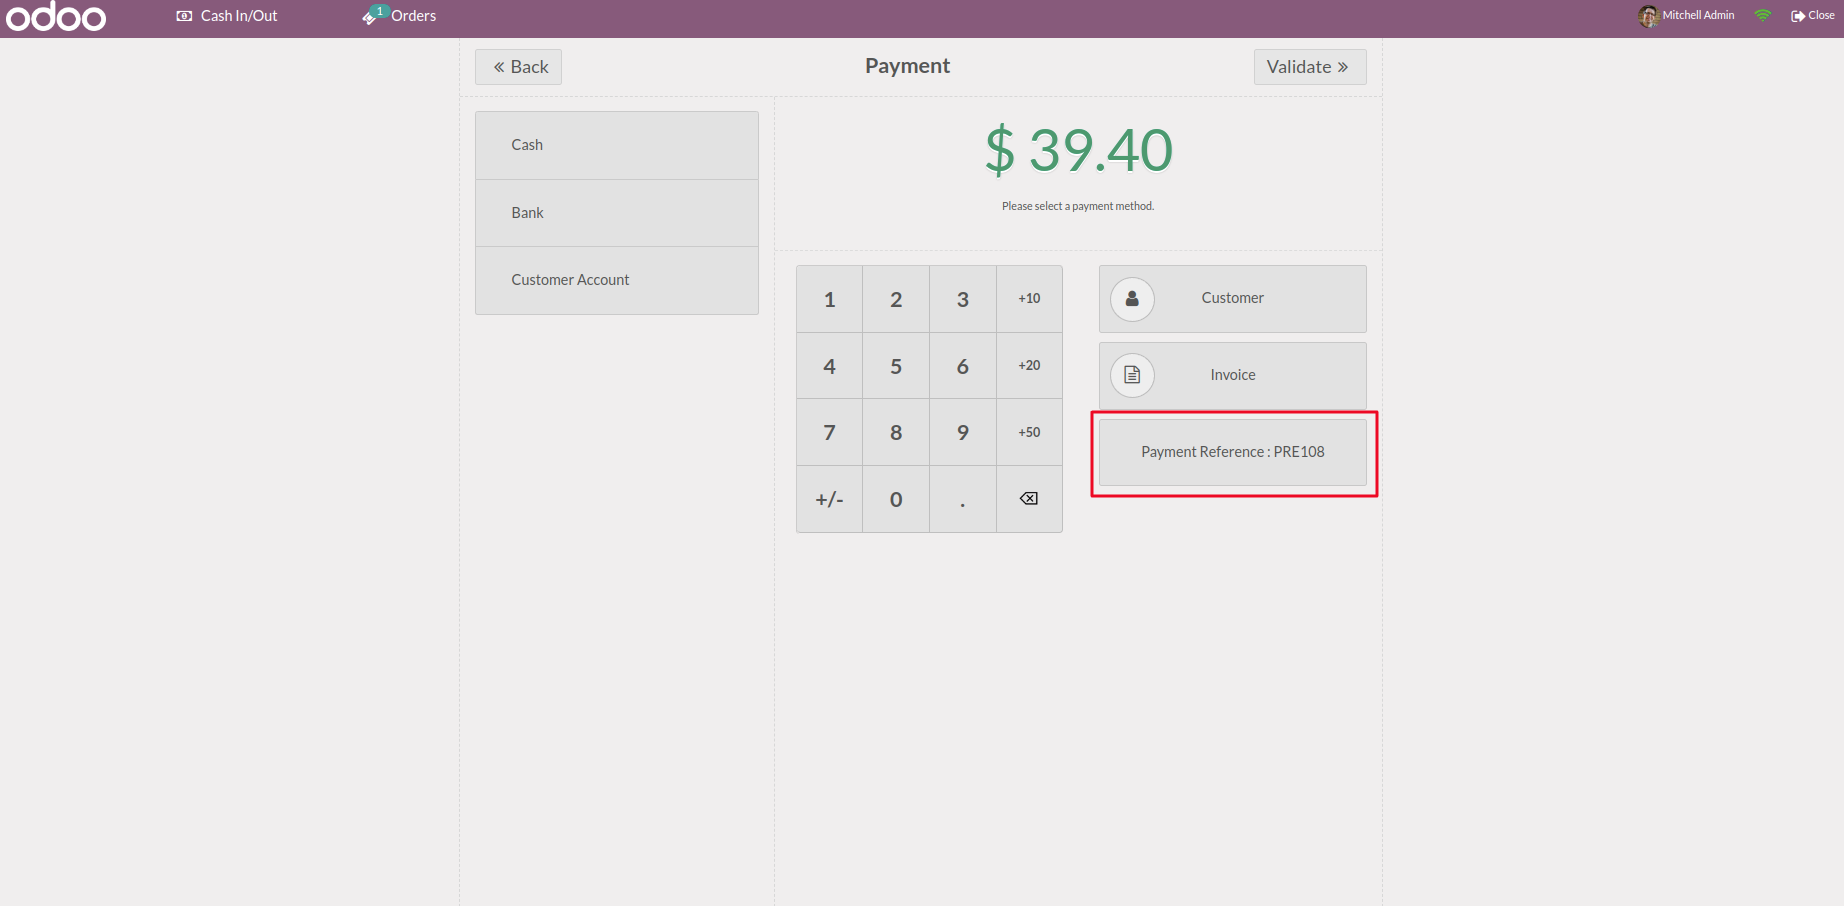 odoo
Cash In/Out
1
Orders
Mitchell Admin
Close
« Back
Payment
Validate »
Cash
Bank
Customer Account
$ 39.40
Please select a payment method.
1 2 3 +10
4 5 6 +20
7 8 9 +50
+/- 0 .
Customer
Invoice
Payment Reference : PRE108